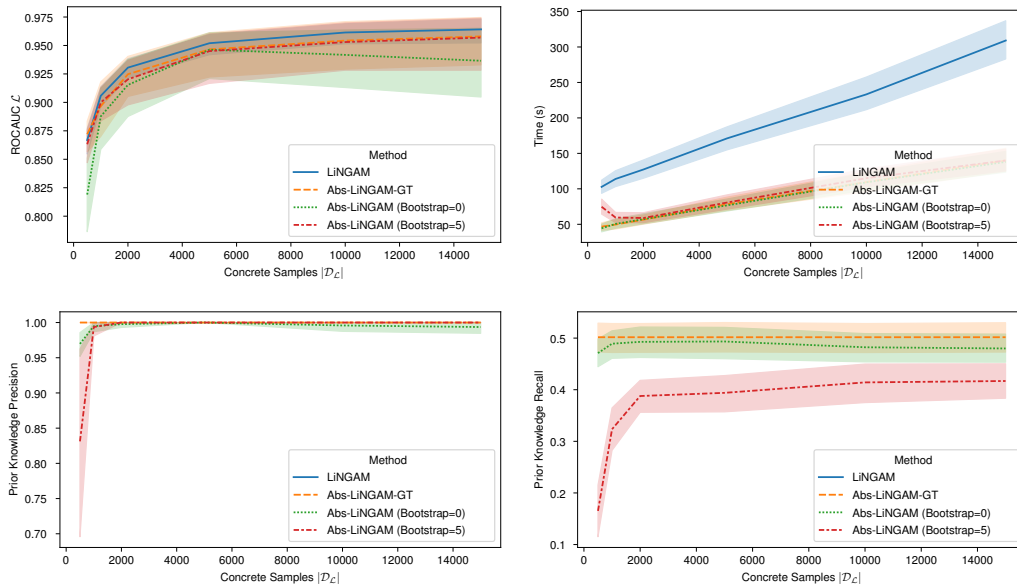 0.975
0.950
0.925
0.900
0.875
0.850
0.825
0.800
ROCAUC ℒ
0 2000 4000 6000 8000 10000 12000 14000
Concrete Samples |𝒟ℒ|
Method
LiNGAM
Abs-LiNGAM-GT
Abs-LiNGAM (Bootstrap=0)
Abs-LiNGAM (Bootstrap=5)
350
300
250
200
150
100
50
Time (s)
0 2000 4000 6000 8000 10000 12000 14000
Concrete Samples |𝒟ℒ|
Method
LiNGAM
Abs-LiNGAM-GT
Abs-LiNGAM (Bootstrap=0)
Abs-LiNGAM (Bootstrap=5)
1.00
0.95
0.90
0.85
0.80
0.75
0.70
Prior Knowledge Precision
0 2000 4000 6000 8000 10000 12000 14000
Concrete Samples |𝒟ℒ|
Method
LiNGAM
Abs-LiNGAM-GT
Abs-LiNGAM (Bootstrap=0)
Abs-LiNGAM (Bootstrap=5)
0.5
0.4
0.3
0.2
0.1
Prior Knowledge Recall
0 2000 4000 6000 8000 10000 12000 14000
Concrete Samples |𝒟ℒ|
Method
LiNGAM
Abs-LiNGAM-GT
Abs-LiNGAM (Bootstrap=0)
Abs-LiNGAM (Bootstrap=5)